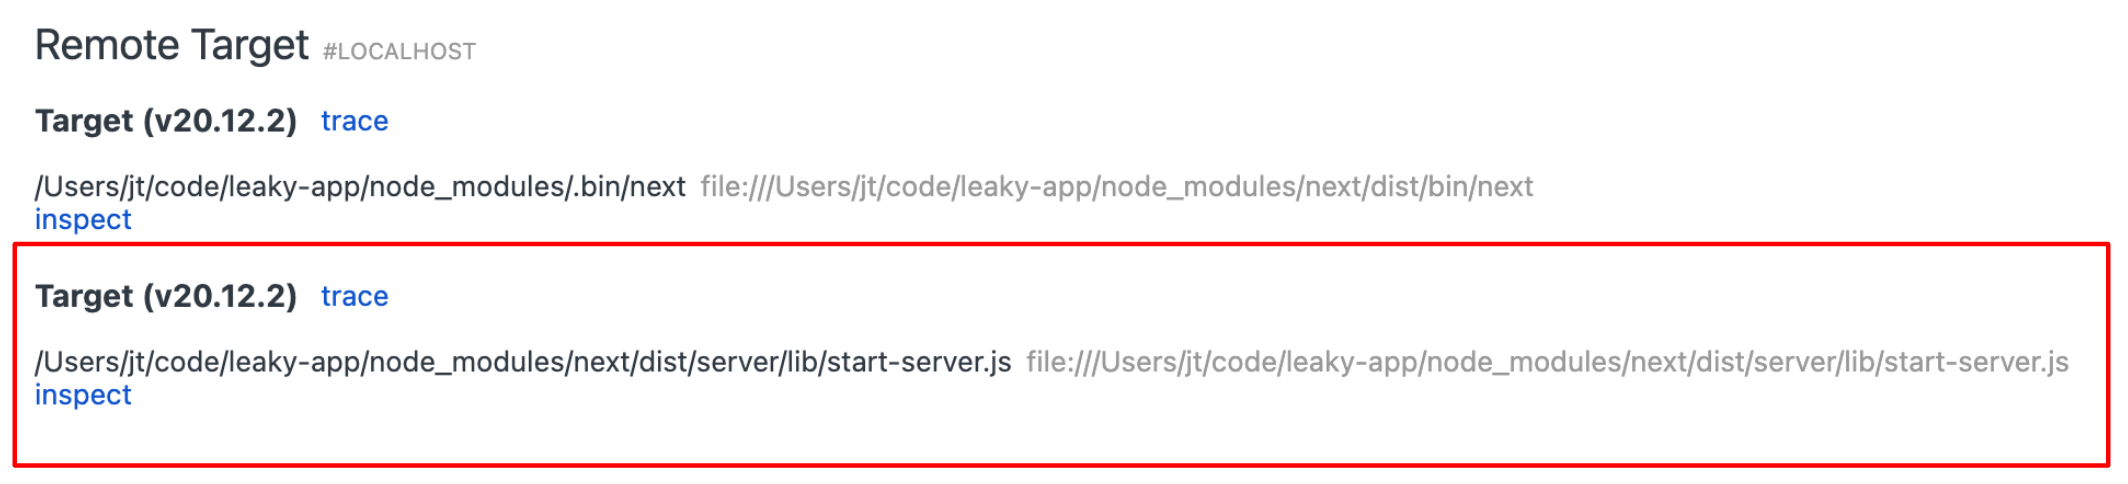 Remote Target #LOCALHOST
Target (v20.12.2) trace
/Users/jt/code/leaky-app/node_modules/.bin/next file:///Users/jt/code/leaky-app/node_modules/next/dist/bin/next
inspect
Target (v20.12.2) trace
/Users/jt/code/leaky-app/node_modules/next/dist/server/lib/start-server.js file:///Users/jt/code/leaky-app/node_modules/next/dist/server/lib/start-server.js
inspect